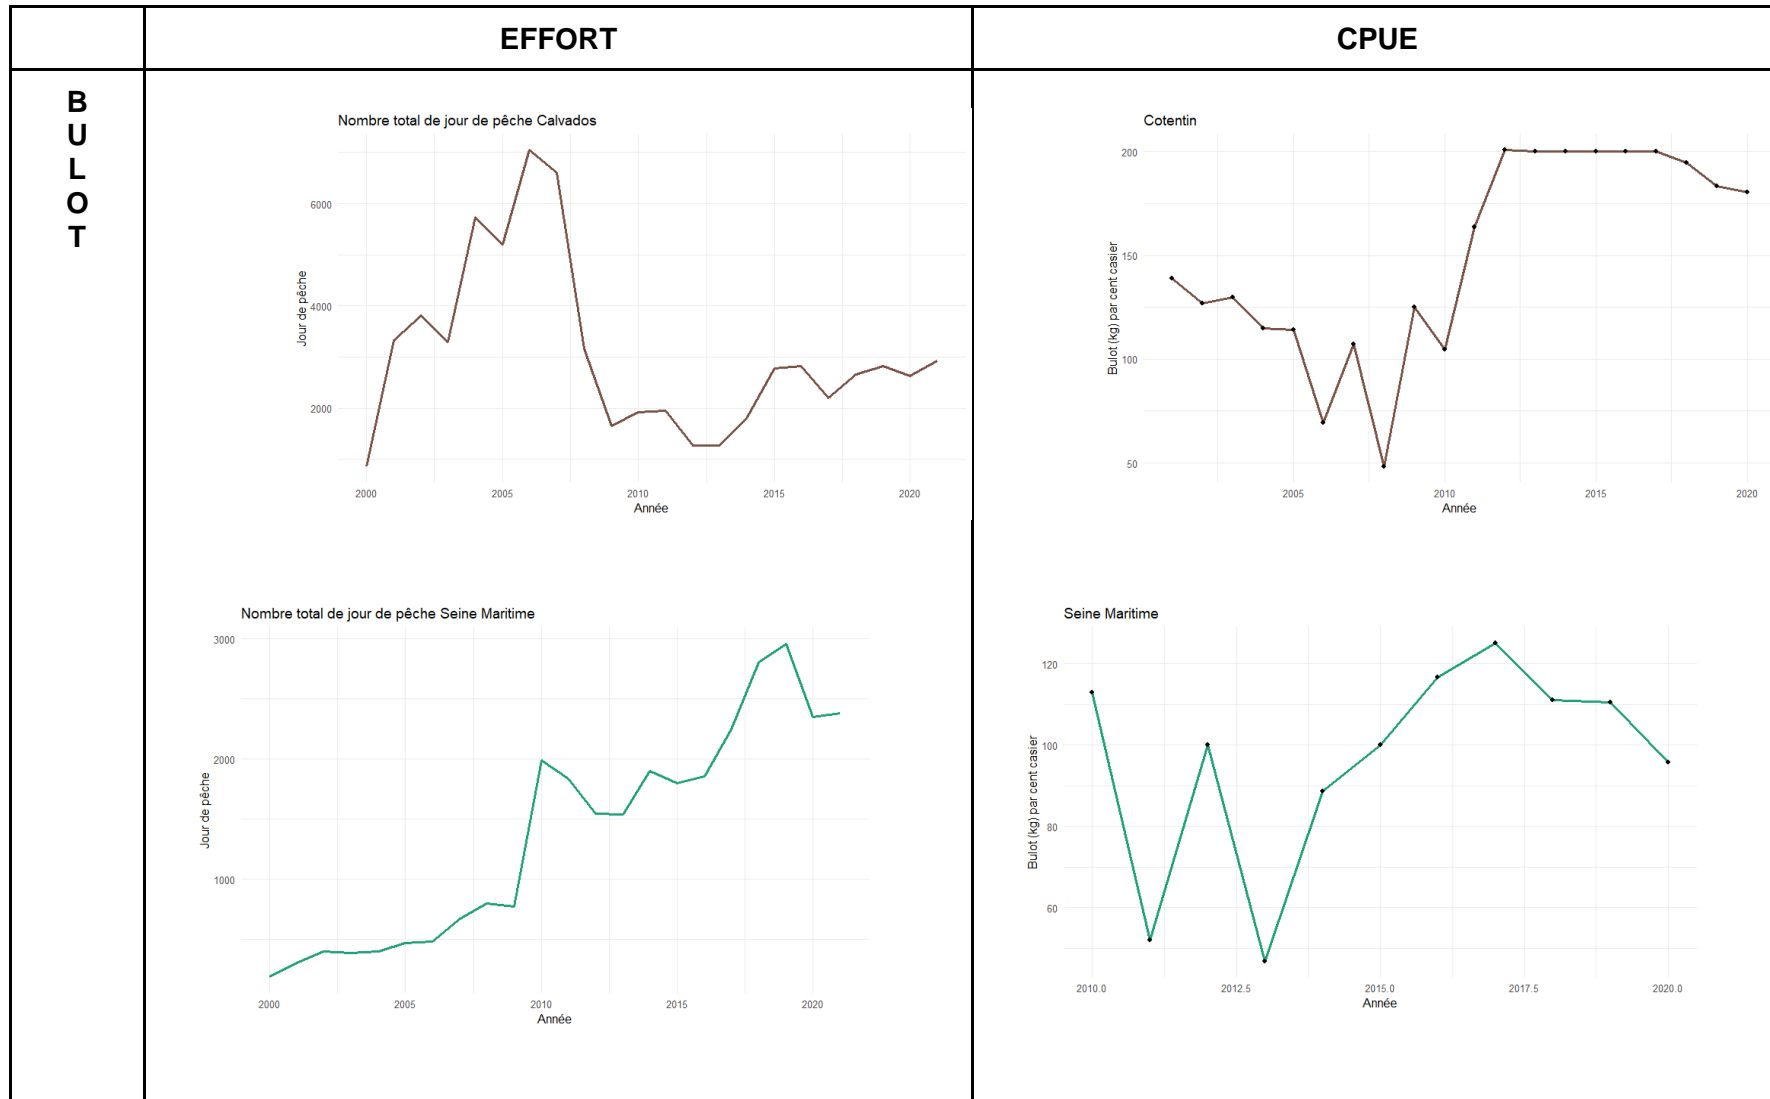 EFFORT
CPUE
B
U
L
O
T
Nombre total de jour de pêche Calvados
Jour de pêche
6000
4000
2000
2000
2005
2010
2015
2020
Année
Cotentin
Bulot (kg) par cent casier
200
150
100
50
2005
2010
2015
2020
Année
Nombre total de jour de pêche Seine Maritime
Jour de pêche
3000
2000
1000
2000
2005
2010
2015
2020
Année
Seine Maritime
Bulot (kg) par cent casier
120
100
80
60
2010.0
2012.5
2015.0
2017.5
2020.0
Année